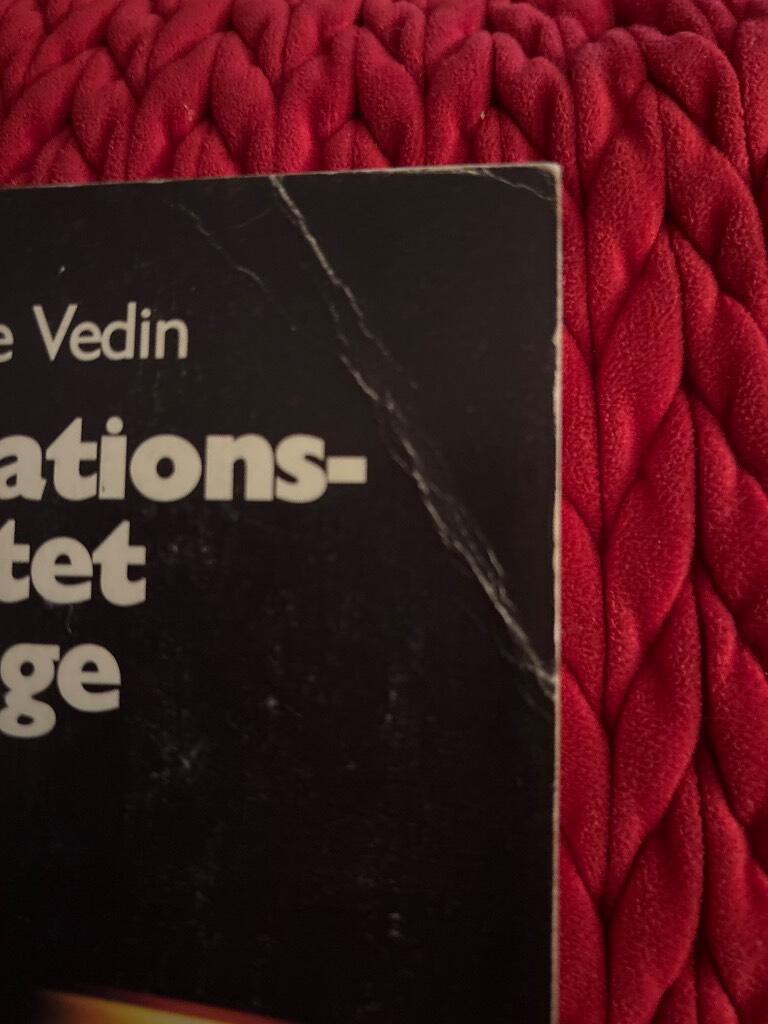 e Vedin
ations-
tet
ge